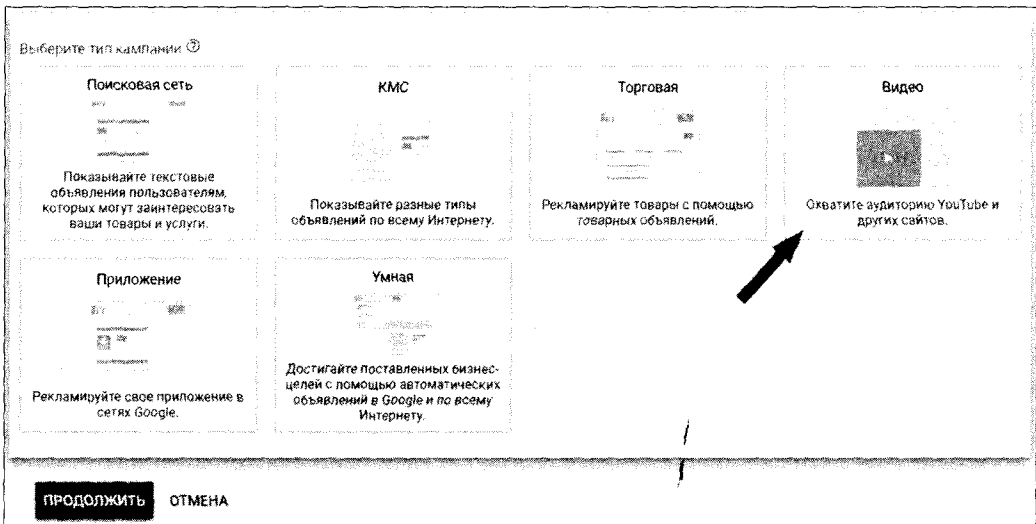 Выберите тип кампании ?
Поисковая сеть
Показывайте текстовые
объявления пользователям,
которых могут заинтересовать
ваши товары и услуги.
КМС
Показывайте разные типы
объявлений по всему Интернету.
Торговая
Рекламируйте товары с помощью
товарных объявлений.
Видео
Охватите аудиторию YouTube и
других сайтов.
Приложение
Рекламируйте свое приложение в
сетях Google.
Умная
Достигайте поставленных бизнес-
целей с помощью автоматических
объявлений в Google и по всему
Интернету.
ПРОДОЛЖИТЬ ОТМЕНА